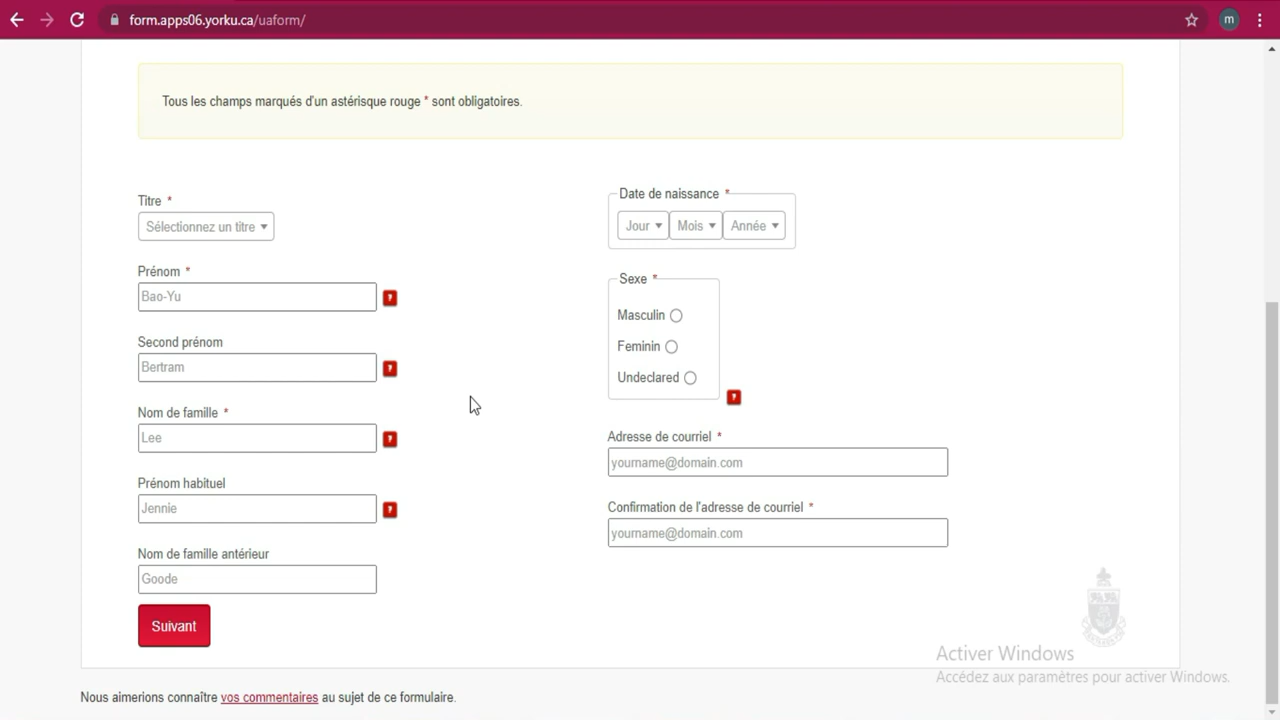 form.apps06.yorku.ca/uaform/
m
Tous les champs marqués d'un astérisque rouge * sont obligatoires.
Titre *
Sélectionnez un titre
Prénom *
Bao-Yu
Second prénom
Bertram
Nom de famille *
Lee
Prénom habituel
Jennie
Nom de famille antérieur
Goode
Suivant
Date de naissance *
Jour Mois Année
Sexe *
Masculin
Feminin
Undeclared
Adresse de courriel *
yourname@domain.com
Confirmation de l'adresse de courriel *
yourname@domain.com
Activer Windows
Accédez aux paramètres pour activer Windows.
Nous aimerions connaître vos commentaires au sujet de ce formulaire.